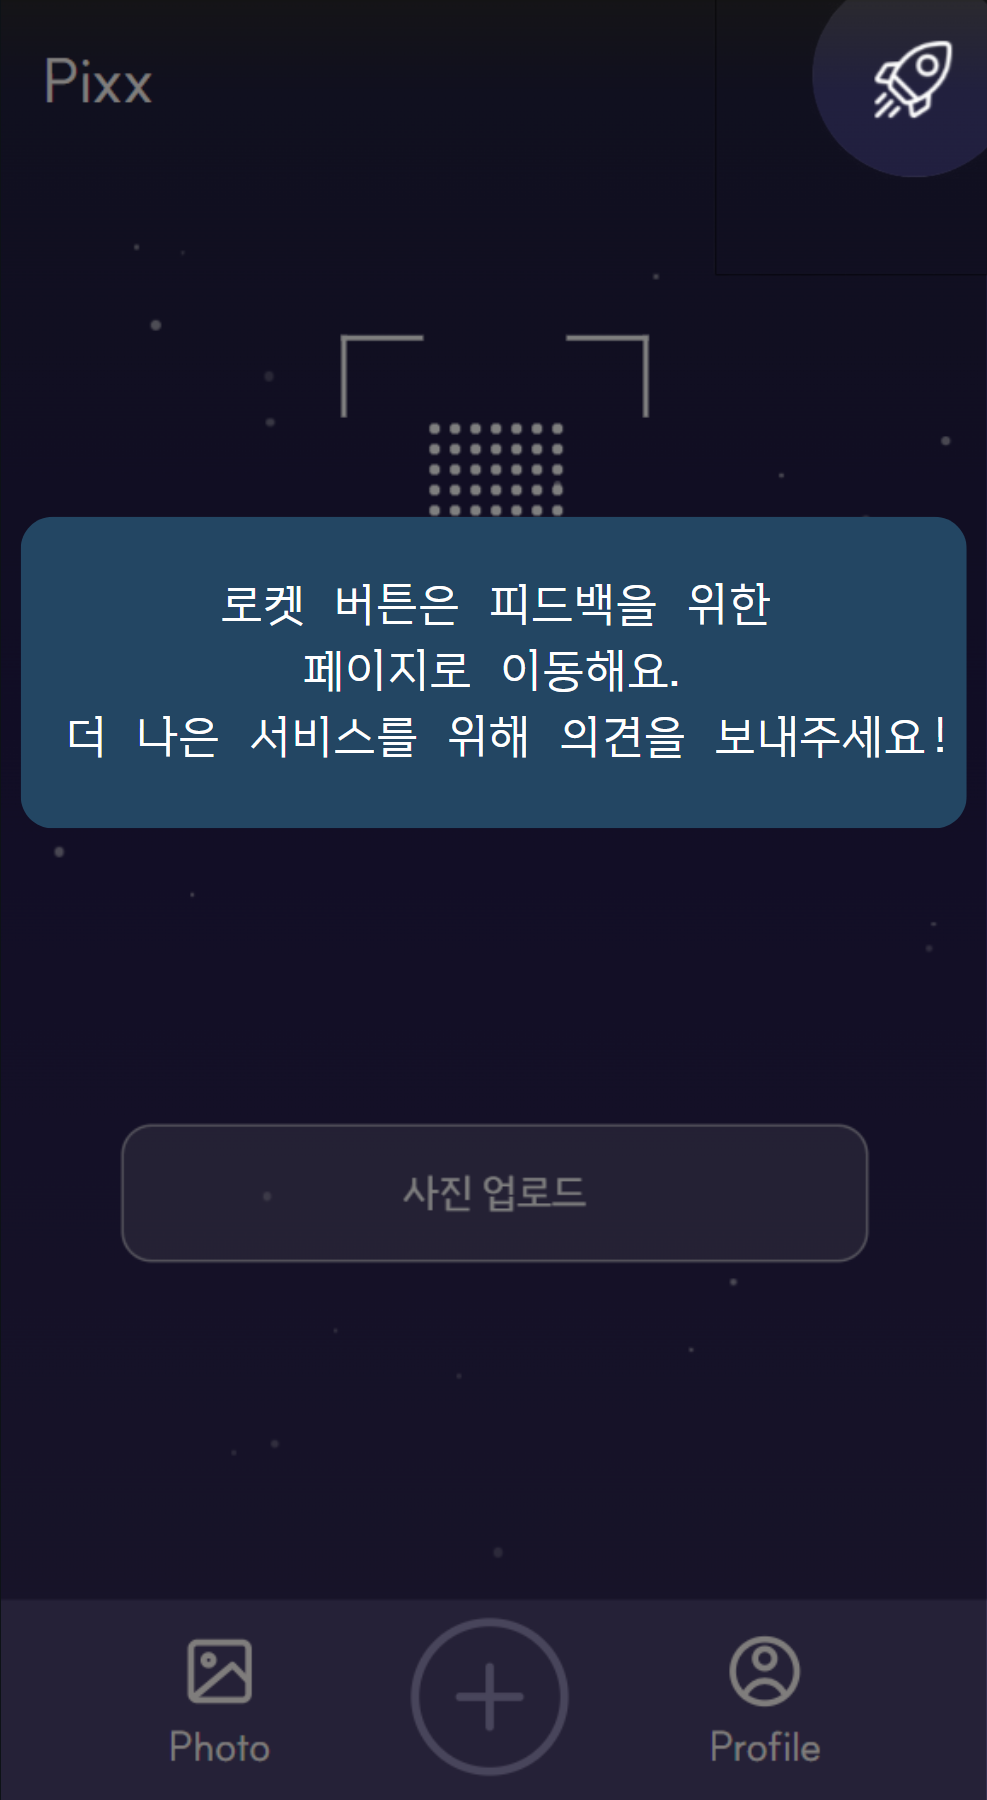 Pixx
로켓 버튼은 피드백을 위한
페이지로 이동해요.
더 나은 서비스를 위해 의견을 보내주세요!
사진 업로드
Photo
Profile